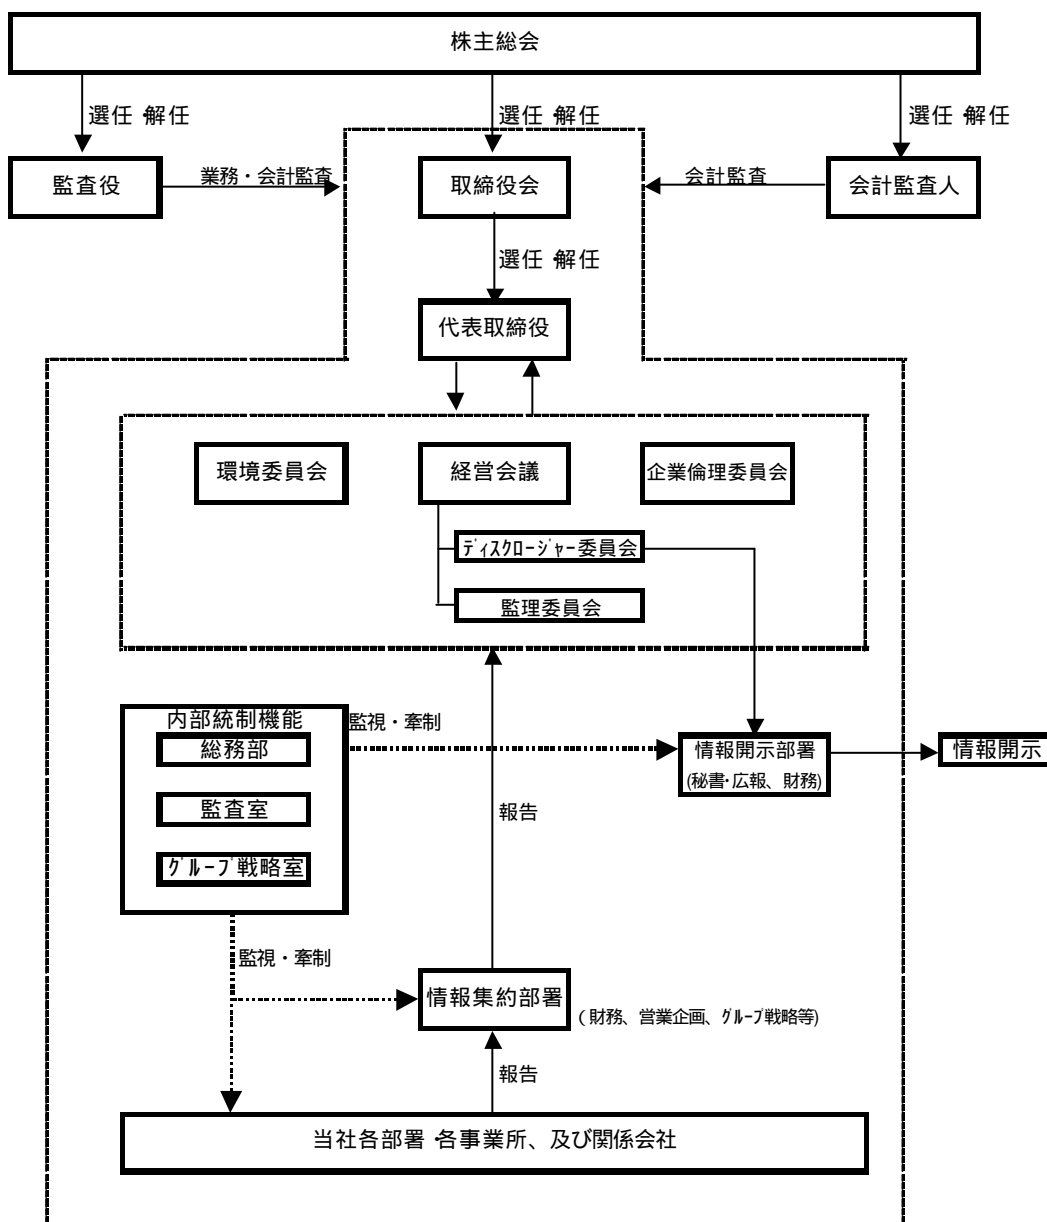 株主総会
選任・解任
選任・解任
選任・解任
監査役
業務・会計監査
取締役会
会計監査
会計監査人
選任・解任
代表取締役
環境委員会
経営会議
企業倫理委員会
ﾃﾞｨｽｸﾛｰｼﾞｬｰ委員会
監理委員会
内部統制機能
監視・牽制
総務部
情報開示部署
(秘書・広報、財務)
情報開示
監査室
報告
ｸﾞﾙｰﾌﾟ戦略室
監視・牽制
情報集約部署
(財務、営業企画、ｸﾞﾙｰﾌﾟ戦略等)
報告
当社各部署・各事業所、及び関係会社